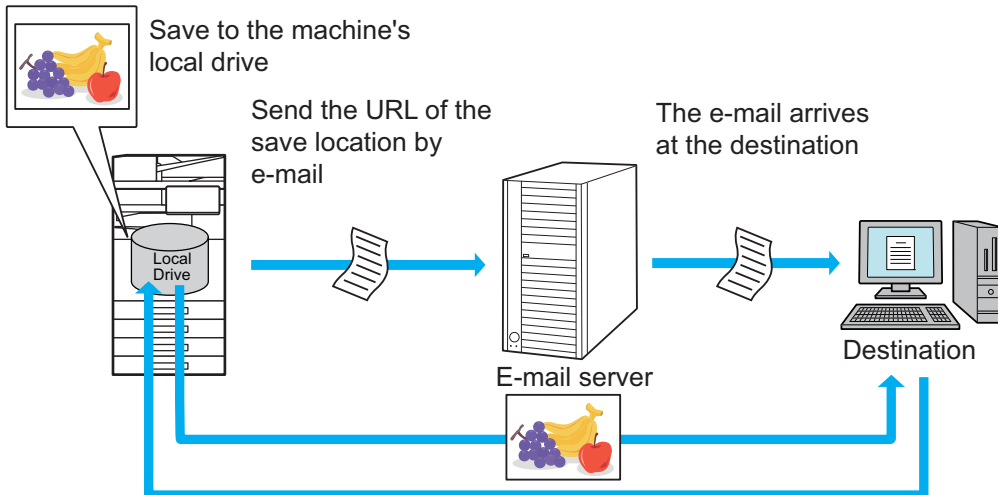 Save to the machine's
local drive
Send the URL of the
save location by
e-mail
The e-mail arrives
at the destination
Local
Drive
Destination
E-mail server